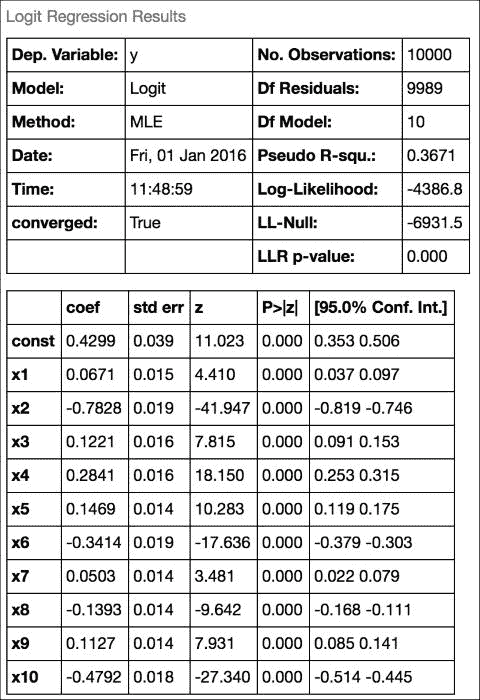 Logit Regression Results
Dep. Variable: y No. Observations: 10000
Model: Logit Df Residuals: 9989
Method: MLE Df Model: 10
Date: Fri, 01 Jan 2016 Pseudo R-squ.: 0.3671
Time: 11:48:59 Log-Likelihood: -4386.8
converged: True LL-Null: -6931.5
LLR p-value: 0.000
coef std err z P>|z| [95.0% Conf. Int.]
const 0.4299 0.039 11.023 0.000 0.353 0.506
x1 0.0671 0.015 4.410 0.000 0.037 0.097
x2 -0.7828 0.019 -41.947 0.000 -0.819 -0.746
x3 0.1221 0.016 7.815 0.000 0.091 0.153
x4 0.2841 0.016 18.150 0.000 0.253 0.315
x5 0.1469 0.014 10.283 0.000 0.119 0.175
x6 -0.3414 0.019 -17.636 0.000 -0.379 -0.303
x7 0.0503 0.014 3.481 0.000 0.022 0.079
x8 -0.1393 0.014 -9.642 0.000 -0.168 -0.111
x9 0.1127 0.014 7.931 0.000 0.085 0.141
x10 -0.4792 0.018 -27.340 0.000 -0.514 -0.445